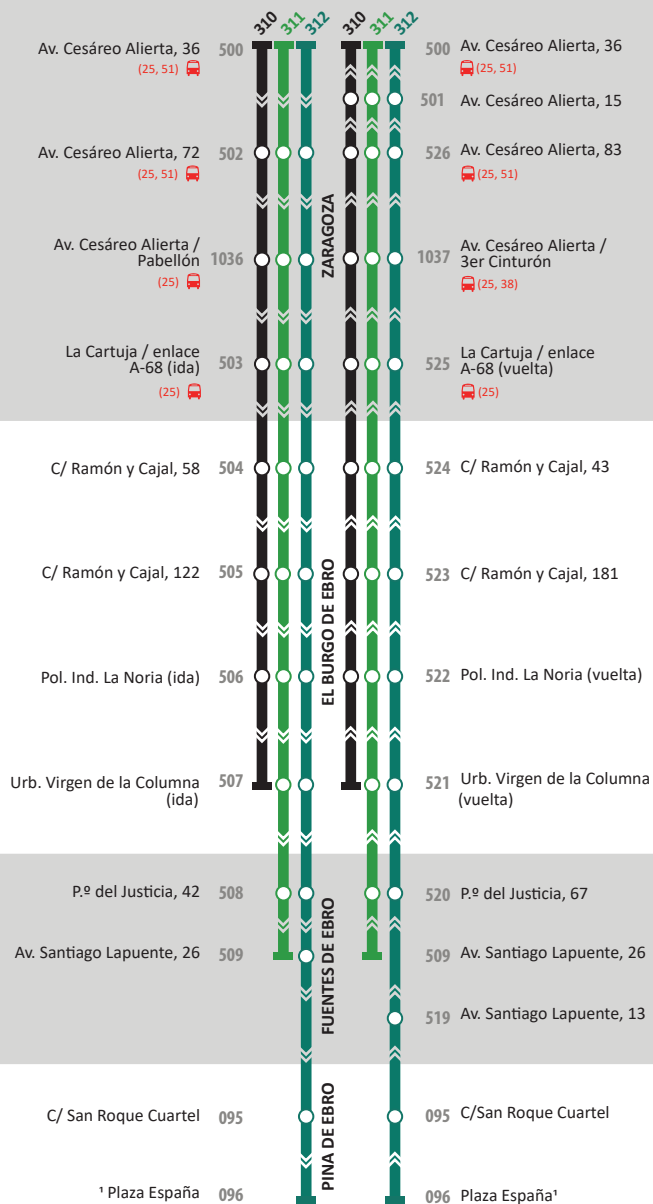 310 311 312
310 311 312
Av. Cesáreo Alierta, 36 500
(25, 51)
500 Av. Cesáreo Alierta, 36
(25, 51)
501 Av. Cesáreo Alierta, 15
Av. Cesáreo Alierta, 72 502
(25, 51)
526 Av. Cesáreo Alierta, 83
(25, 51)
ZARAGOZA
Av. Cesáreo Alierta /
Pabellón 1036
(25)
1037 Av. Cesáreo Alierta /
3er Cinturón
(25, 38)
La Cartuja / enlace
A-68 (ida) 503
(25)
525 La Cartuja / enlace
A-68 (vuelta)
(25)
C/ Ramón y Cajal, 58 504
524 C/ Ramón y Cajal, 43
EL BURGO DE EBRO
C/ Ramón y Cajal, 122 505
523 C/ Ramón y Cajal, 181
Pol. Ind. La Noria (ida) 506
522 Pol. Ind. La Noria (vuelta)
Urb. Virgen de la Columna 507
(ida)
521 Urb. Virgen de la Columna
(vuelta)
P.º del Justicia, 42 508
520 P.º del Justicia, 67
FUENTES DE EBRO
Av. Santiago Lapuente, 26 509
509 Av. Santiago Lapuente, 26
519 Av. Santiago Lapuente, 13
PINA DE EBRO
C/ San Roque Cuartel 095
095 C/San Roque Cuartel
¹ Plaza España 096
096 Plaza España¹